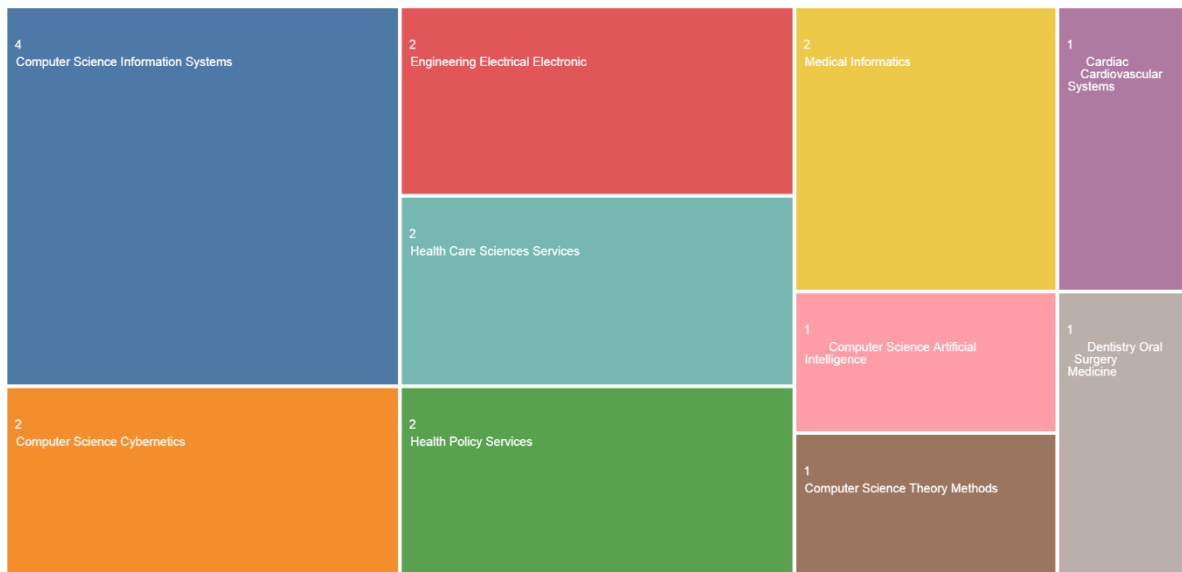 4
Computer Science Information Systems
2
Computer Science Cybernetics
2
Engineering Electrical Electronic
2
Health Care Sciences Services
2
Health Policy Services
2
Medical Informatics
1
Computer Science Artificial
Intelligence
1
Computer Science Theory Methods
1
Cardiac
Cardiovascular
Systems
1
Dentistry Oral
Surgery
Medicine